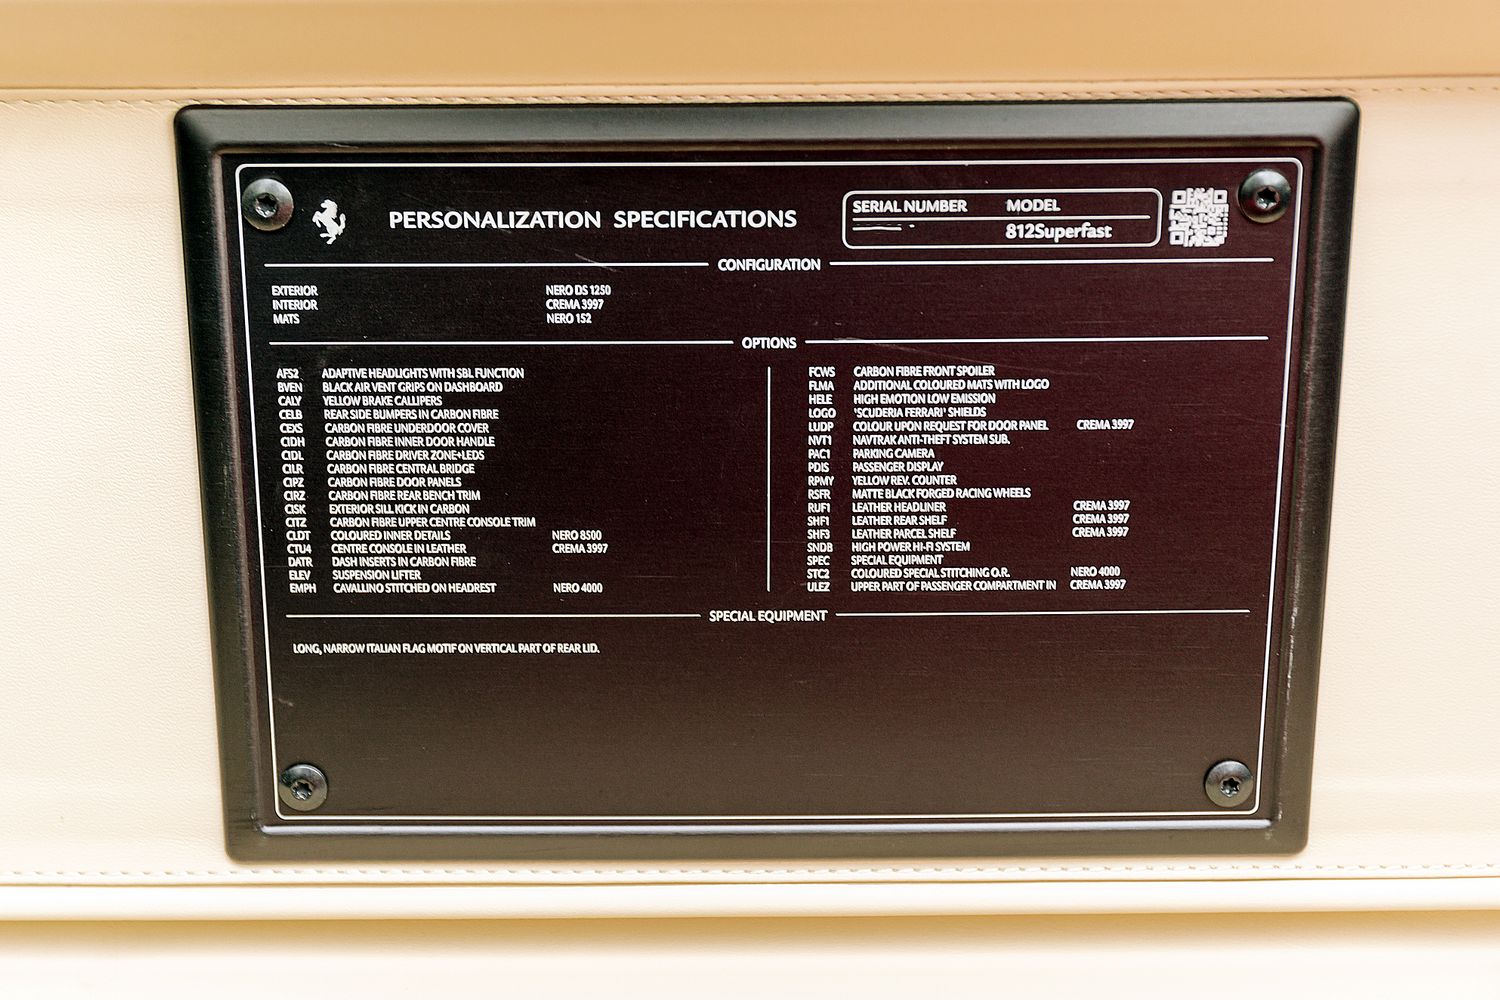 PERSONALIZATION SPECIFICATIONS
SERIAL NUMBER MODEL
812Superfast
CONFIGURATION
EXTERIOR NERO DS 1250
INTERIOR CREMA 3997
MATS NERO 152
OPTIONS
AFS2 ADAPTIVE HEADLIGHTS WITH SBL FUNCTION
BVEN BLACK AIR VENT GRIPS ON DASHBOARD
CALY YELLOW BRAKE CALLIPERS
CELB REAR SIDE BUMPERS IN CARBON FIBRE
CEXS CARBON FIBRE UNDERDOOR COVER
CIDH CARBON FIBRE INNER DOOR HANDLE
CIDL CARBON FIBRE DRIVER ZONE+LEDS
CILR CARBON FIBRE CENTRAL BRIDGE
CIPZ CARBON FIBRE DOOR PANELS
CIRZ CARBON FIBRE REAR BENCH TRIM
CISK EXTERIOR SILL KICK IN CARBON
CITZ CARBON FIBRE UPPER CENTRE CONSOLE TRIM
CLDT COLOURED INNER DETAILS NERO 8500
CTU4 CENTRE CONSOLE IN LEATHER CREMA 3997
DATR DASH INSERTS IN CARBON FIBRE
ELEV SUSPENSION LIFTER
EMPH CAVALLINO STITCHED ON HEADREST NERO 4000
FCWS CARBON FIBRE FRONT SPOILER
FLMA ADDITIONAL COLOURED MATS WITH LOGO
HELE HIGH EMOTION LOW EMISSION
LOGO 'SCUDERIA FERRARI' SHIELDS
LUDP COLOUR UPON REQUEST FOR DOOR PANEL CREMA 3997
NVT1 NAVTRAK ANTI-THEFT SYSTEM SUB.
PAC1 PARKING CAMERA
PDIS PASSENGER DISPLAY
RPMY YELLOW REV. COUNTER
RSFR MATTE BLACK FORGED RACING WHEELS
RUF1 LEATHER HEADLINER CREMA 3997
SHF1 LEATHER REAR SHELF CREMA 3997
SHF3 LEATHER PARCEL SHELF CREMA 3997
SNDB HIGH POWER HI-FI SYSTEM
SPEC SPECIAL EQUIPMENT
STC2 COLOURED SPECIAL STITCHING O.R. NERO 4000
ULEZ UPPER PART OF PASSENGER COMPARTMENT IN CREMA 3997
SPECIAL EQUIPMENT
LONG, NARROW ITALIAN FLAG MOTIF ON VERTICAL PART OF REAR LID.